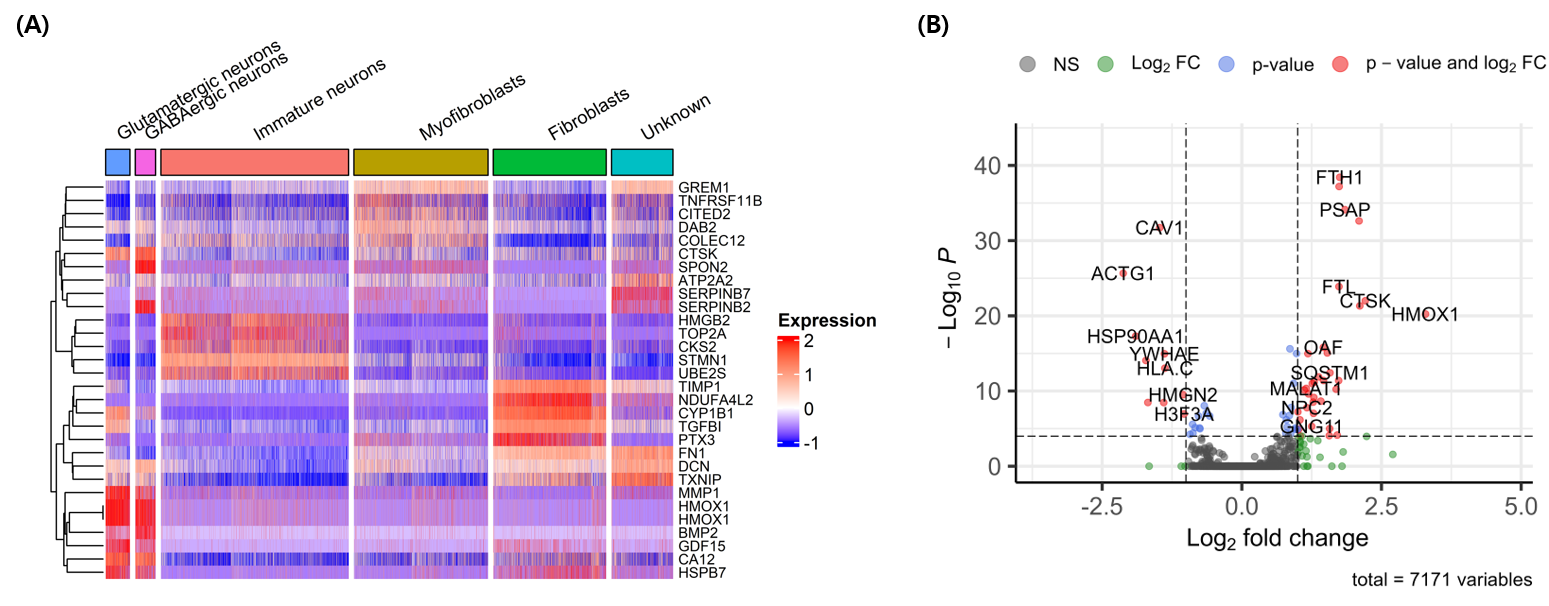 (A)
Glutamatergic neurons
GABAergic neurons
Immature neurons
Myofibroblasts
Fibroblasts
Unknown
GREM1
TNFRSF11B
CITED2
DAB2
COLEC12
CTSK
SPON2
ATP2A2
SERPINB7
SERPINB2
HMGB2
TOP2A
CKS2
STMN1
UBE2S
TIMP1
NDUFA4L2
CYP1B1
TGFBI
PTX3
FN1
DCN
TXNIP
MMP1
HMOX1
HMOX1
BMP2
GDF15
CA12
HSPB7
Expression
2
1
0
-1
(B)
NS
Log2 FC
p-value
p − value and log2 FC
− Log10 P
40
30
20
10
0
FTH1
PSAP
CAV1
ACTG1
FTL
CTSK
HMOX1
HSP90AA1
YWHAE
HLA.C
OAF
SQSTM1
MALAT1
HMGN2
H3F3A
NPC2
GNG11
-2.5
0.0
2.5
5.0
Log2 fold change
total = 7171 variables